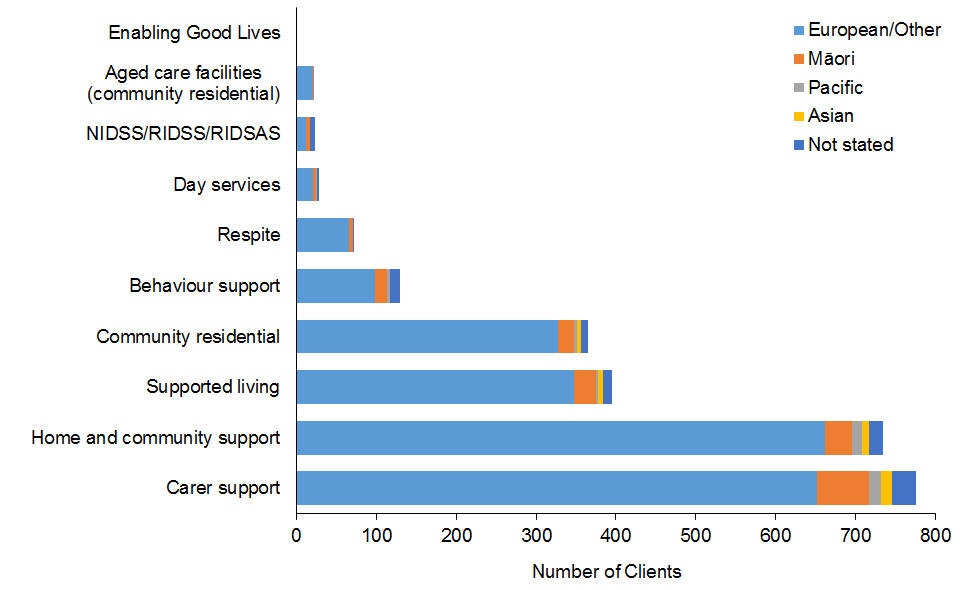 Enabling Good Lives
Aged care facilities
(community residential)
NIDSS/RIDSS/RIDSAS
Day services
Respite
Behaviour support
Community residential
Supported living
Home and community support
Carer support
European/Other
Māori
Pacific
Asian
Not stated
0 100 200 300 400 500 600 700 800
Number of Clients